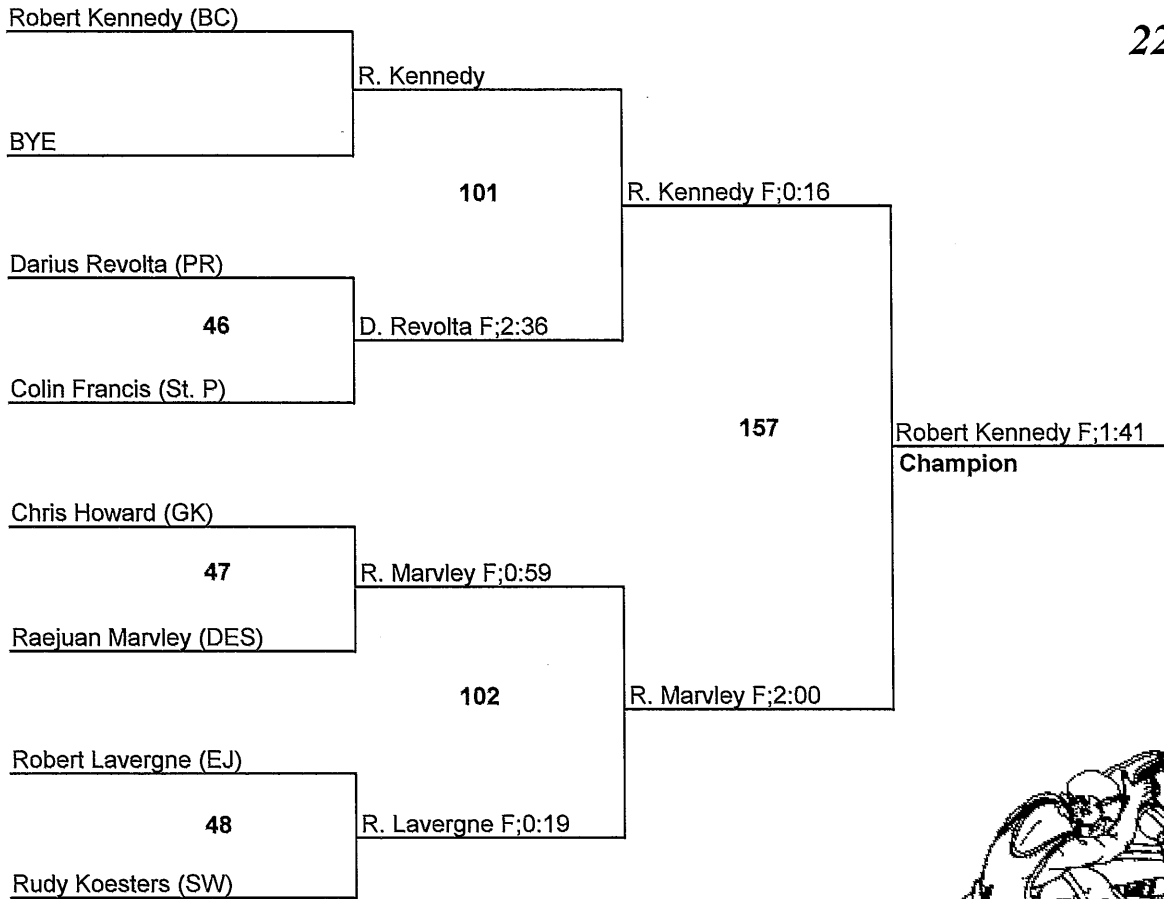 Robert Kennedy (BC)
22
R. Kennedy
BYE
101
R. Kennedy F;0:16
Darius Revolta (PR)
46
D. Revolta F;2:36
Colin Francis (St. P)
157
Robert Kennedy F;1:41
Champion
Chris Howard (GK)
47
R. Marvley F;0:59
Raejuan Marvley (DES)
102
R. Marvley F;2:00
Robert Lavergne (EJ)
48
R. Lavergne F;0:19
Rudy Koesters (SW)